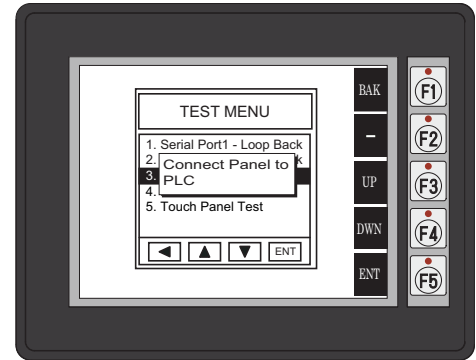 TEST MENU
1. Serial Port1 - Loop Back
2.
k
Connect Panel to
PLC
3.
4.
5. Touch Panel Test
ENT
BAK
–
UP
DWN
ENT
F1
F2
F3
F4
F5